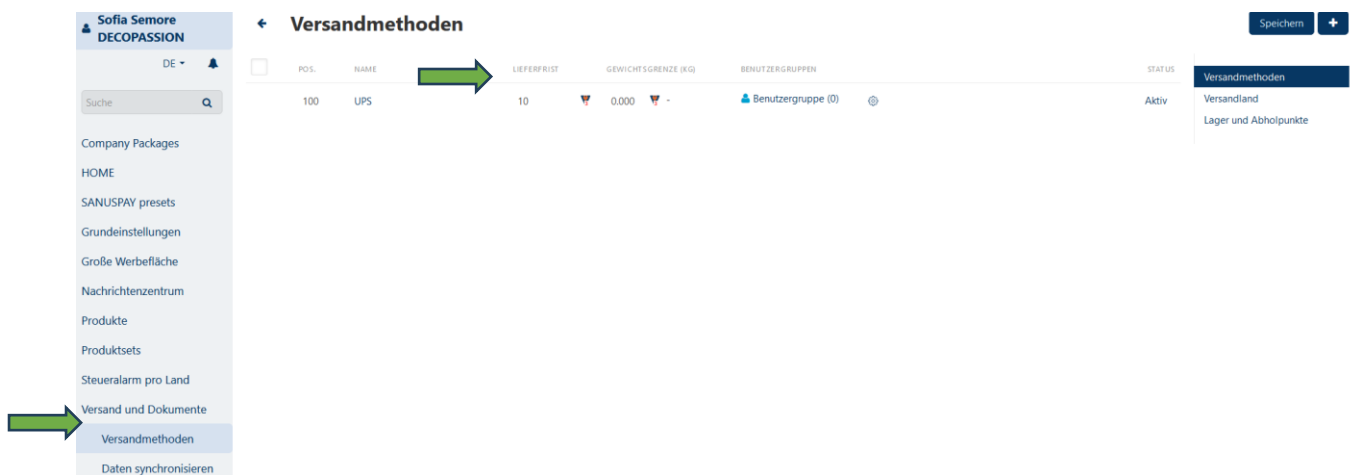 Sofia Semore
DECOPASSION
DE
Suche
Company Packages
HOME
SANUSPAY presets
Grundeinstellungen
Große Werbefläche
Nachrichtenzentrum
Produkte
Produktsets
Steueralarm pro Land
Versand und Dokumente
Versandmethoden
Daten synchronisieren
Versandmethoden
Speichern +
POS. NAME LIEFERFRIST GEWICHTSGRENZE (KG) BENUTZERGRUPPEN STATUS
100 UPS 10 0.000 - Benutzergruppe (0) Aktiv
Versandmethoden
Versandland
Lager und Abholpunkte